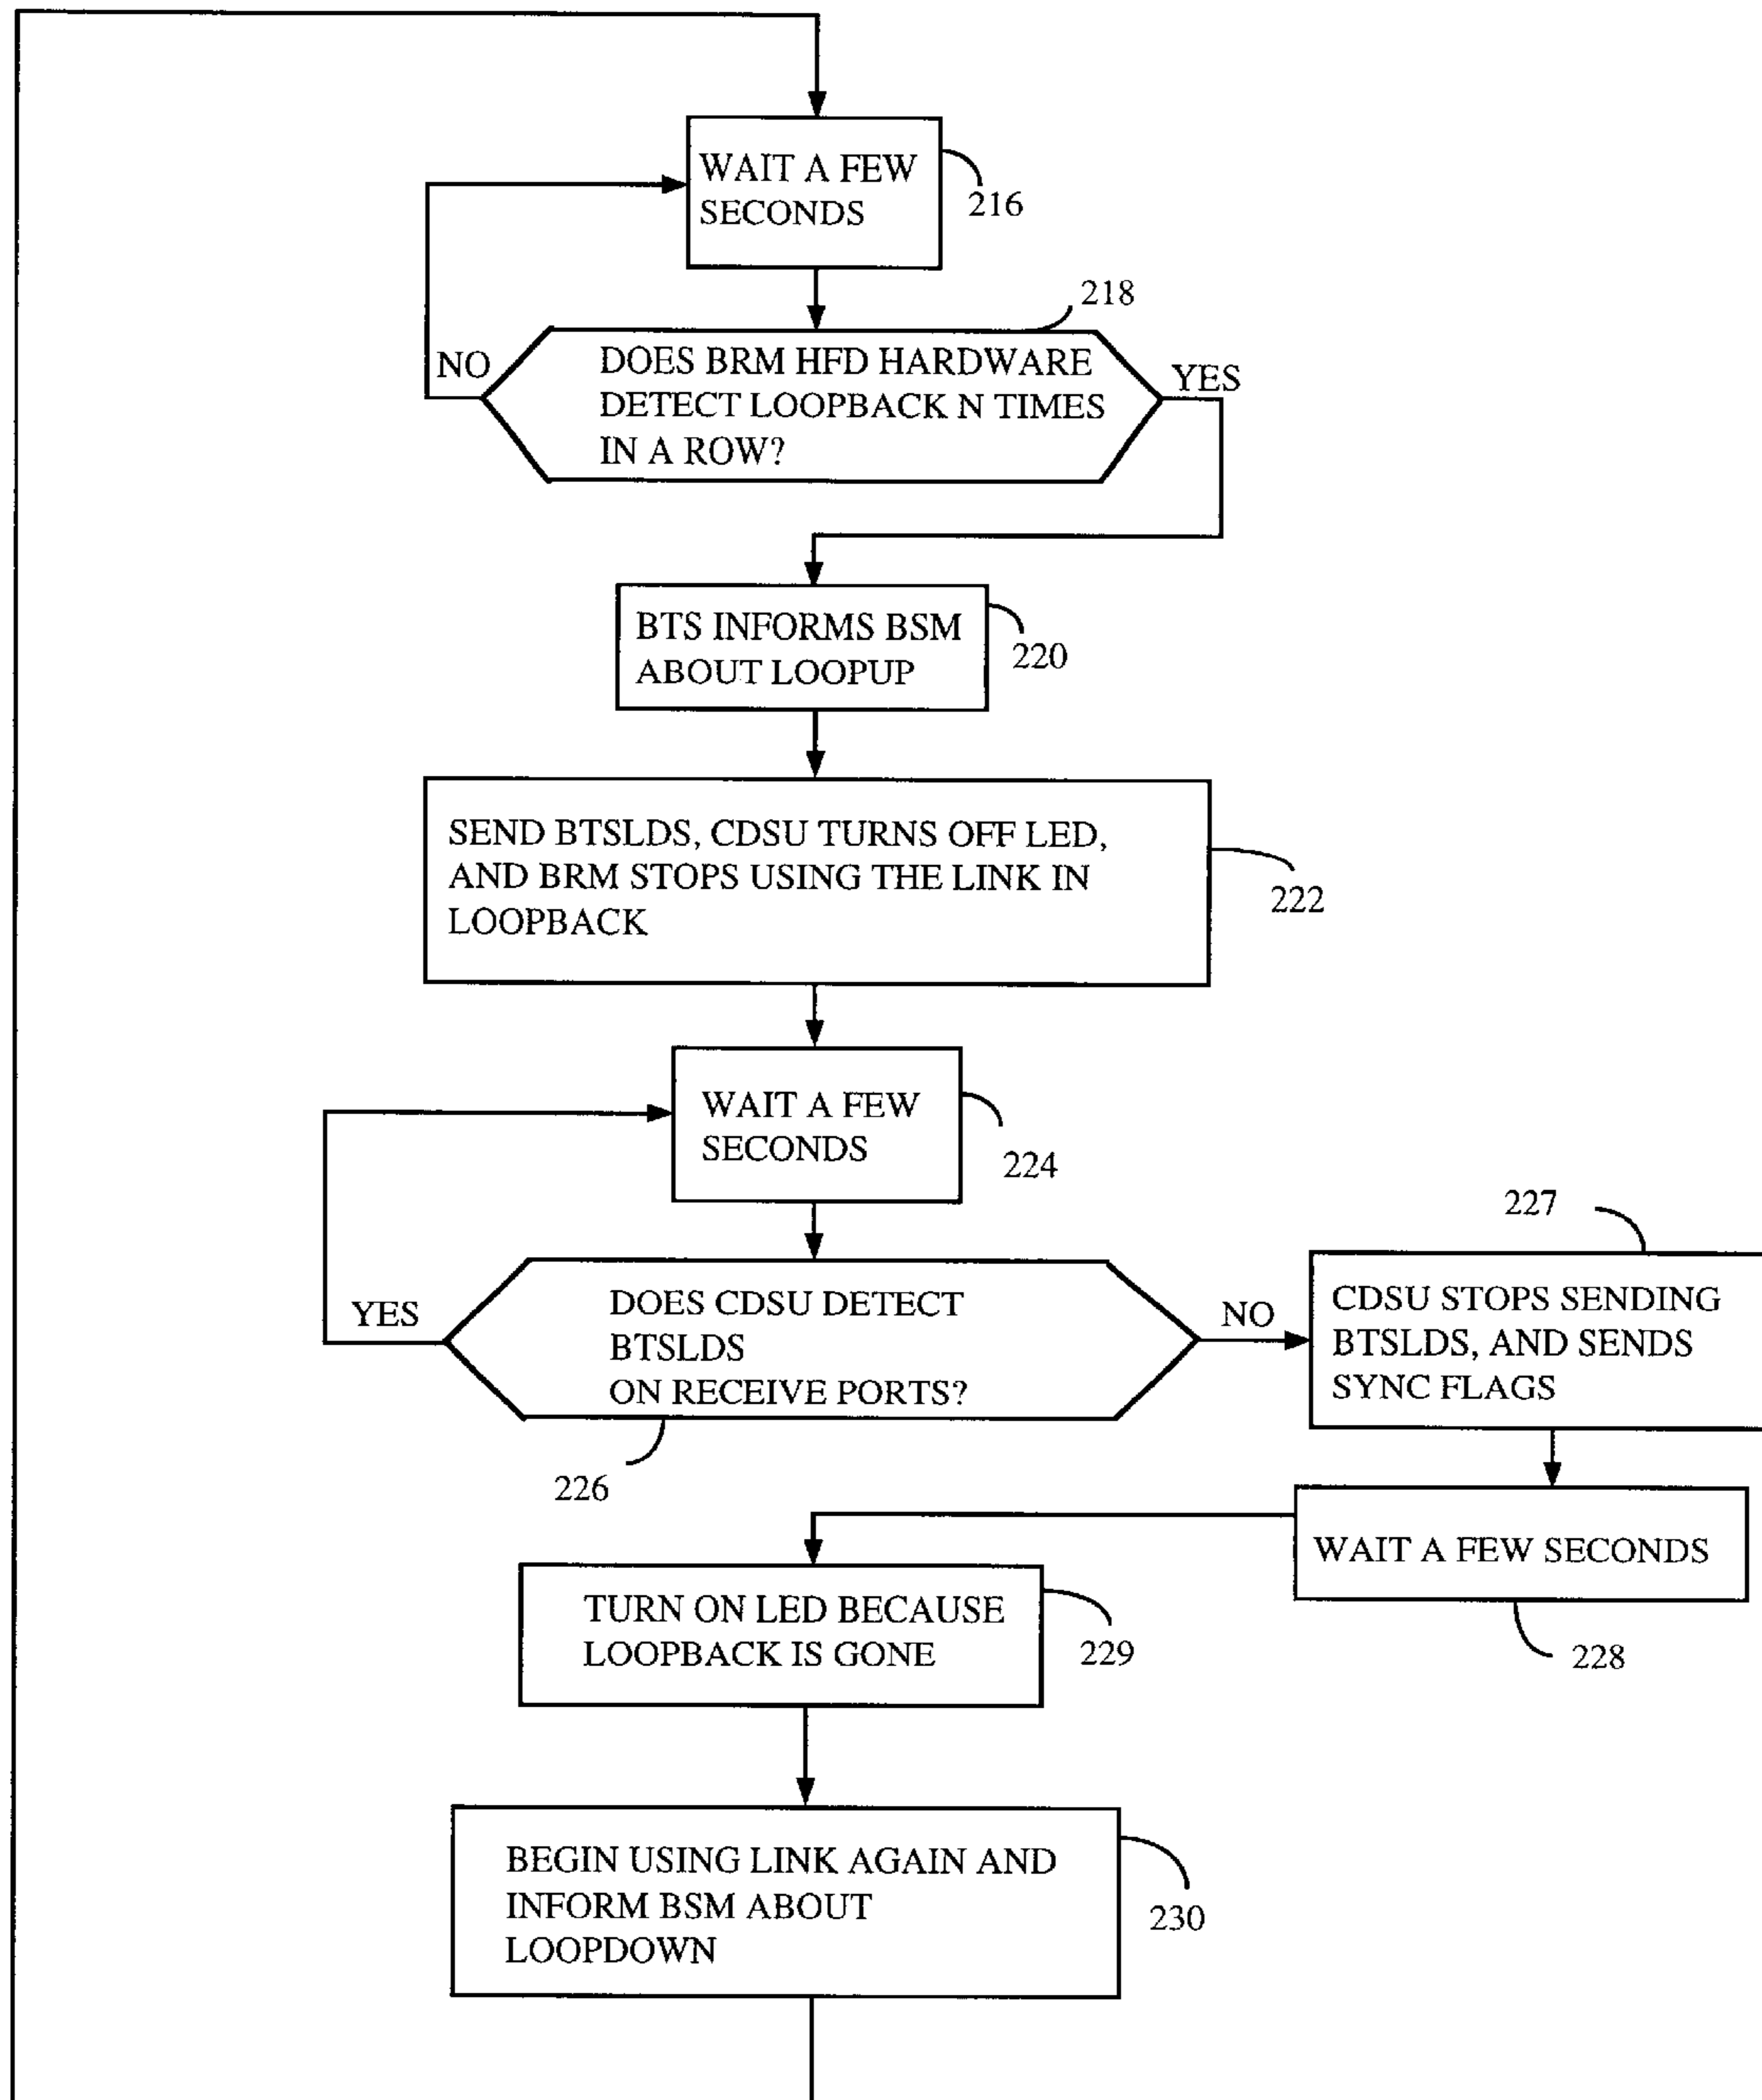 WAIT A FEW
SECONDS
216
218
NO
DOES BRM HFD HARDWARE
DETECT LOOPBACK N TIMES
IN A ROW?
YES
BTS INFORMS BSM
ABOUT LOOPUP
220
SEND BTSLDS, CDSU TURNS OFF LED,
AND BRM STOPS USING THE LINK IN
LOOPBACK
222
WAIT A FEW
SECONDS
224
YES
DOES CDSU DETECT
BTSLDS
ON RECEIVE PORTS?
NO
226
227
CDSU STOPS SENDING
BTSLDS, AND SENDS
SYNC FLAGS
WAIT A FEW SECONDS
228
TURN ON LED BECAUSE
LOOPBACK IS GONE
229
BEGIN USING LINK AGAIN AND
INFORM BSM ABOUT
LOOPDOWN
230